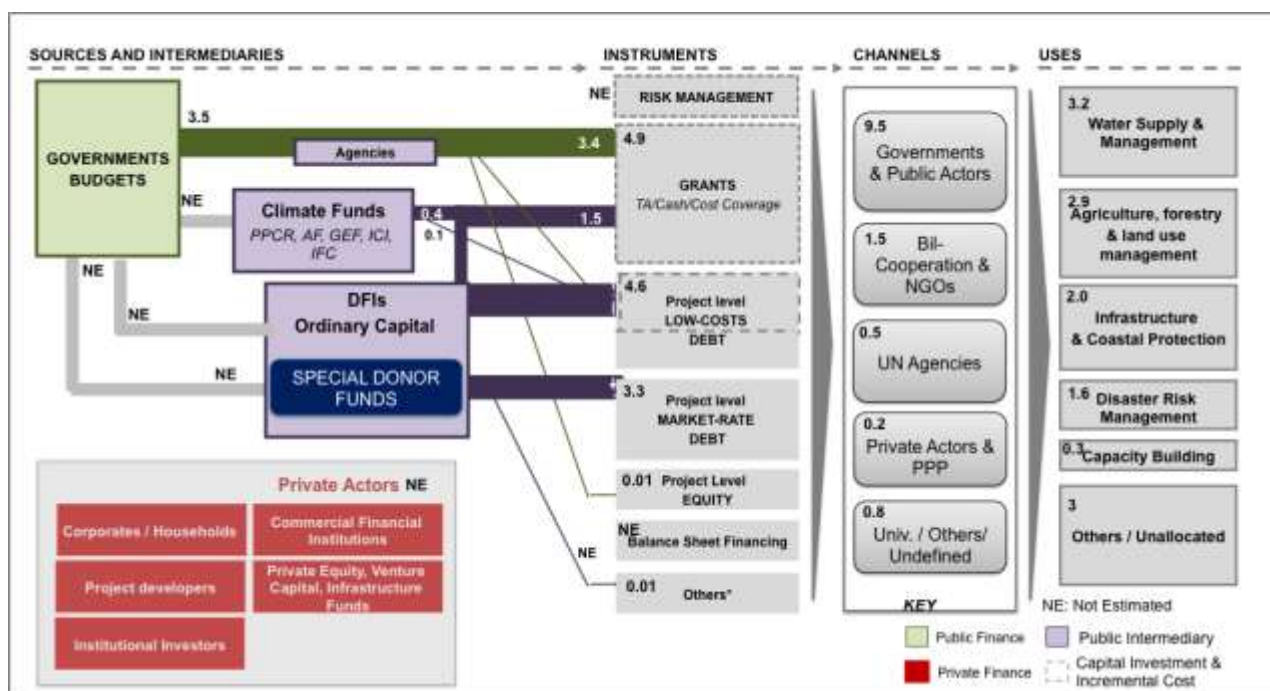 SOURCES AND INTERMEDIARIES
INSTRUMENTS
CHANNELS
USES
GOVERNMENTS
BUDGETS
3.5
Agencies
3.4
NE
Climate Funds
PPCR, AF, GEF, ICI,
IFC
0.4
0.1
1.5
NE
NE
NE
DFIs
Ordinary Capital
SPECIAL DONOR
FUNDS
Private Actors NE
Corporates / Households
Commercial Financial
Institutions
Project developers
Private Equity, Venture
Capital, Infrastructure
Funds
Institutional Investors
NE
RISK MANAGEMENT
4.9
GRANTS
TA/Cash/Cost Coverage
4.6
Project level
LOW-COSTS
DEBT
3.3
Project level
MARKET-RATE
DEBT
0.01
Project Level
EQUITY
NE
Balance Sheet Financing
NE
0.01
Others*
9.5
Governments
& Public Actors
1.5
Bil-
Cooperation &
NGOs
0.5
UN Agencies
0.2
Private Actors &
PPP
0.8
Univ. / Others/
Undefined
3.2
Water Supply &
Management
2.9
Agriculture, forestry
& land use
management
2.0
Infrastructure
& Coastal Protection
1.6
Disaster Risk
Management
0.3
Capacity Building
3
Others / Unallocated
KEY
NE: Not Estimated
Public Finance
Public Intermediary
Private Finance
Capital Investment &
Incremental Cost